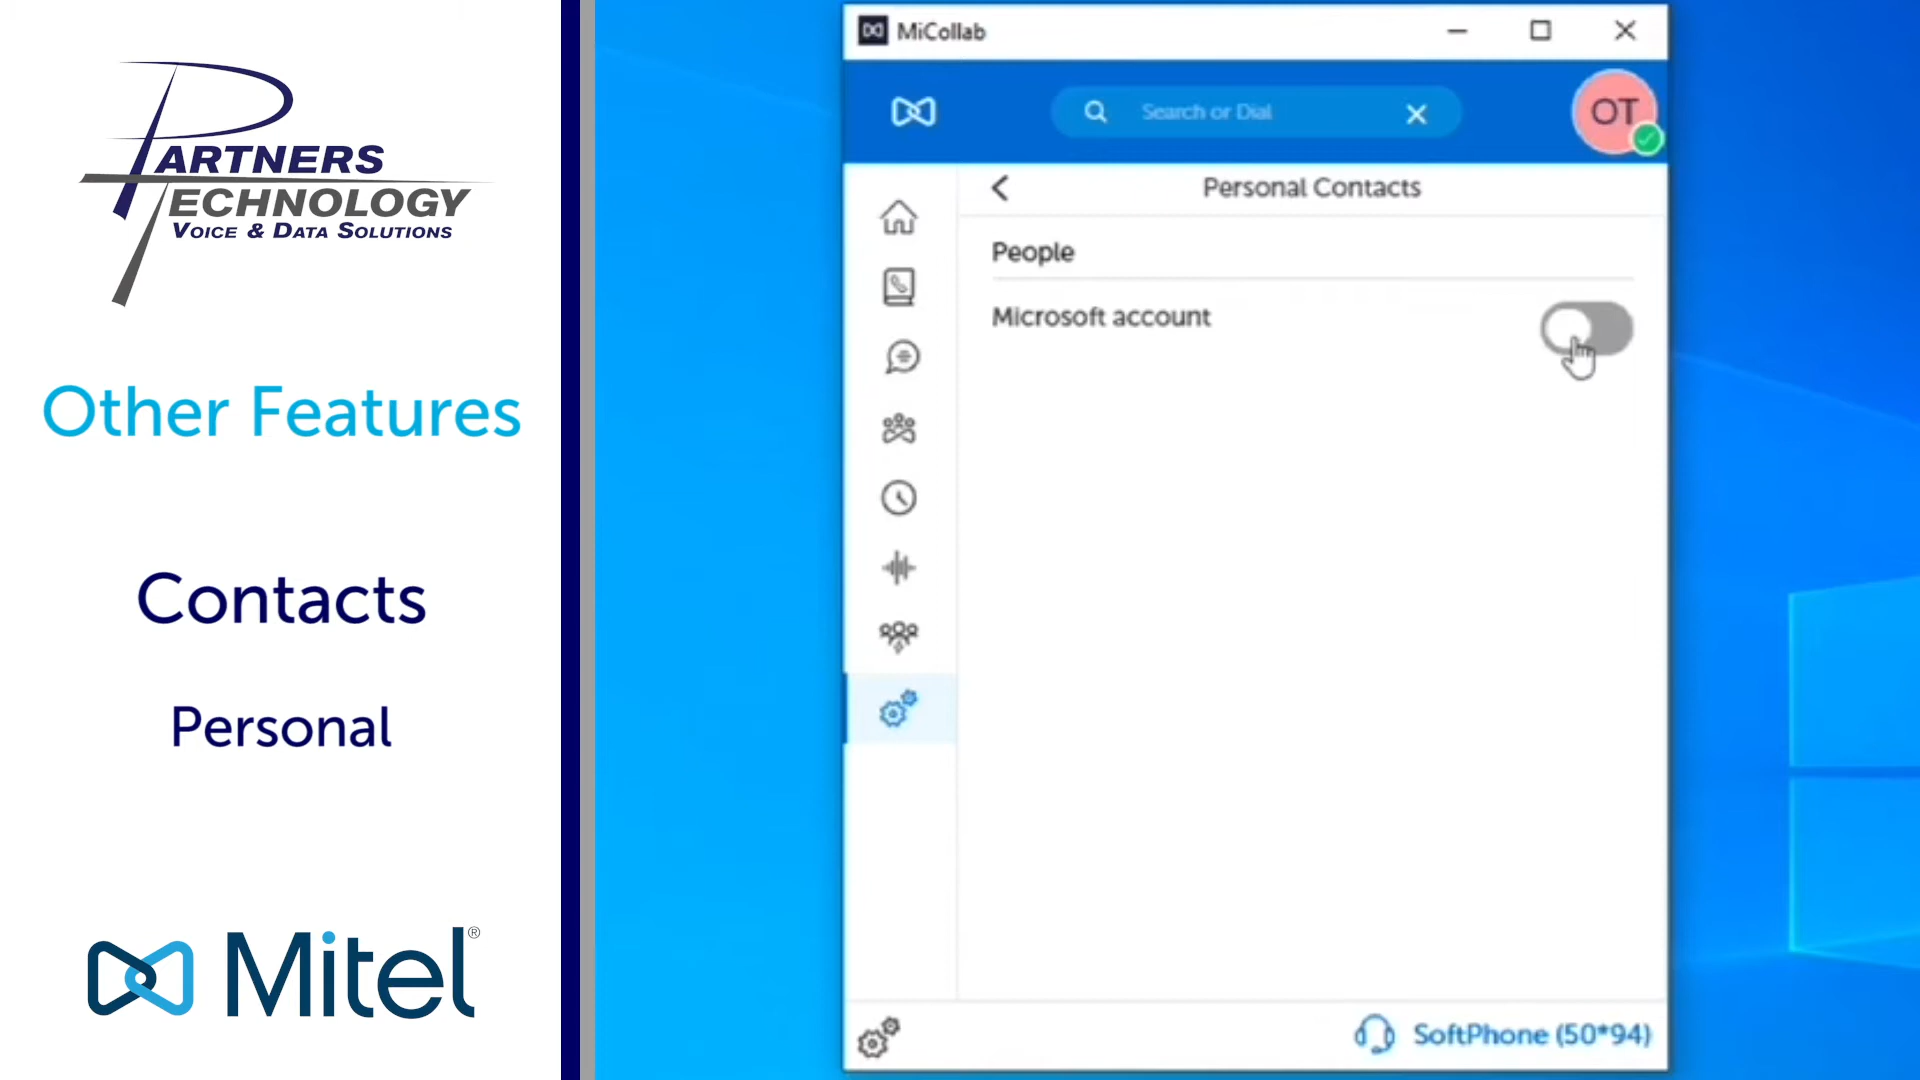 PARTNERS
TECHNOLOGY
VOICE & DATA SOLUTIONS
Other Features
Contacts
Personal
Mitel®
MiCollab
Search or Dial
OT
Personal Contacts
People
Microsoft account
SoftPhone (50*94)